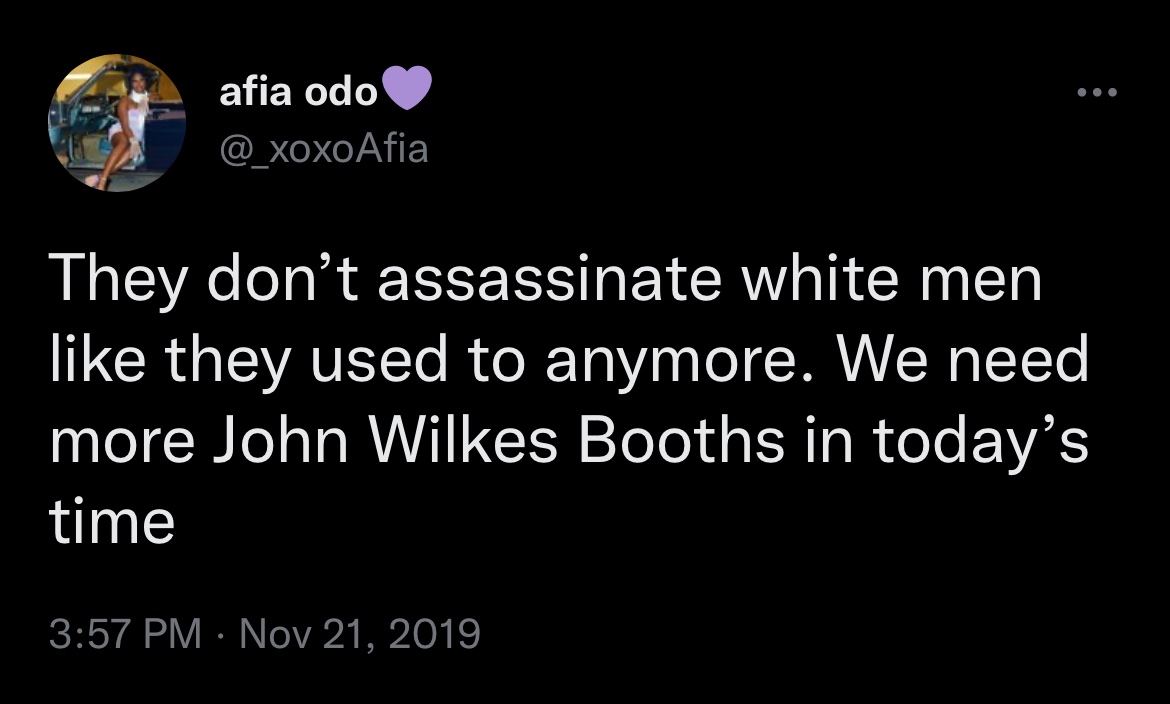 afia odo💜
@_xoxoAfia
They don’t assassinate white men
like they used to anymore. We need
more John Wilkes Booths in today’s
time
3:57 PM · Nov 21, 2019